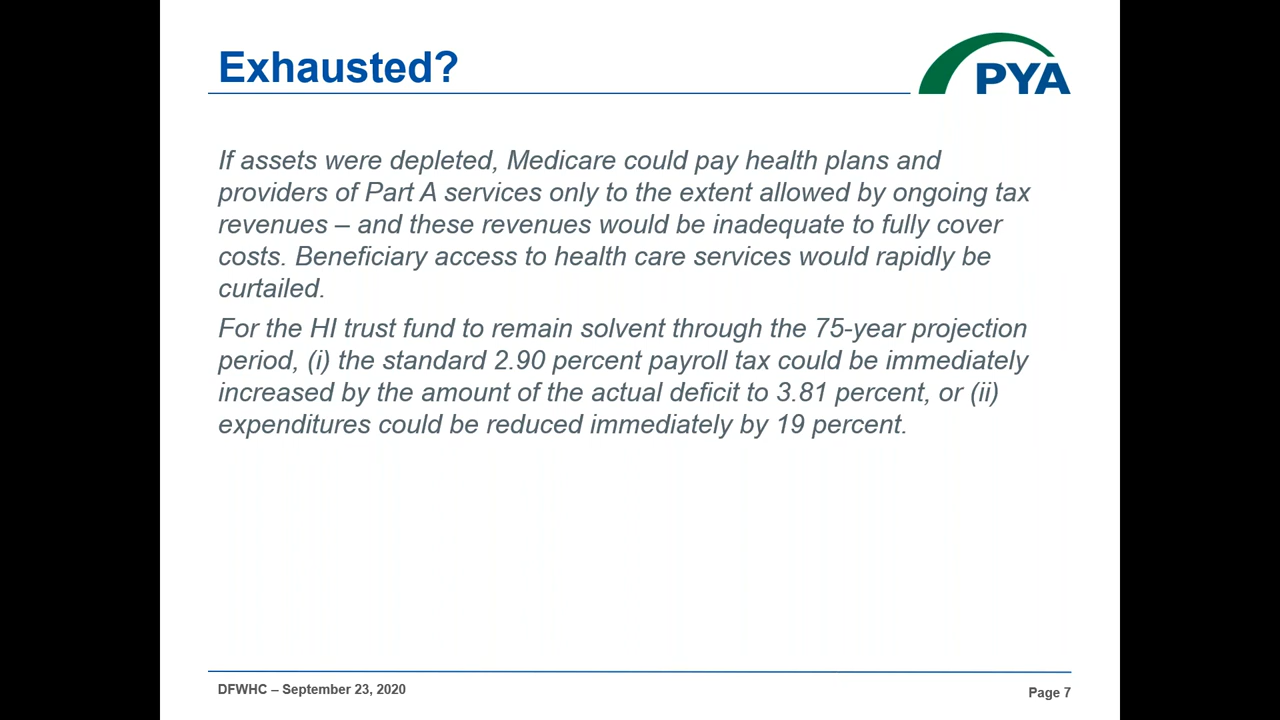 Exhausted?
PYA
If assets were depleted, Medicare could pay health plans and
providers of Part A services only to the extent allowed by ongoing tax
revenues – and these revenues would be inadequate to fully cover
costs. Beneficiary access to health care services would rapidly be
curtailed.
For the HI trust fund to remain solvent through the 75-year projection
period, (i) the standard 2.90 percent payroll tax could be immediately
increased by the amount of the actual deficit to 3.81 percent, or (ii)
expenditures could be reduced immediately by 19 percent.
DFWHC – September 23, 2020
Page 7